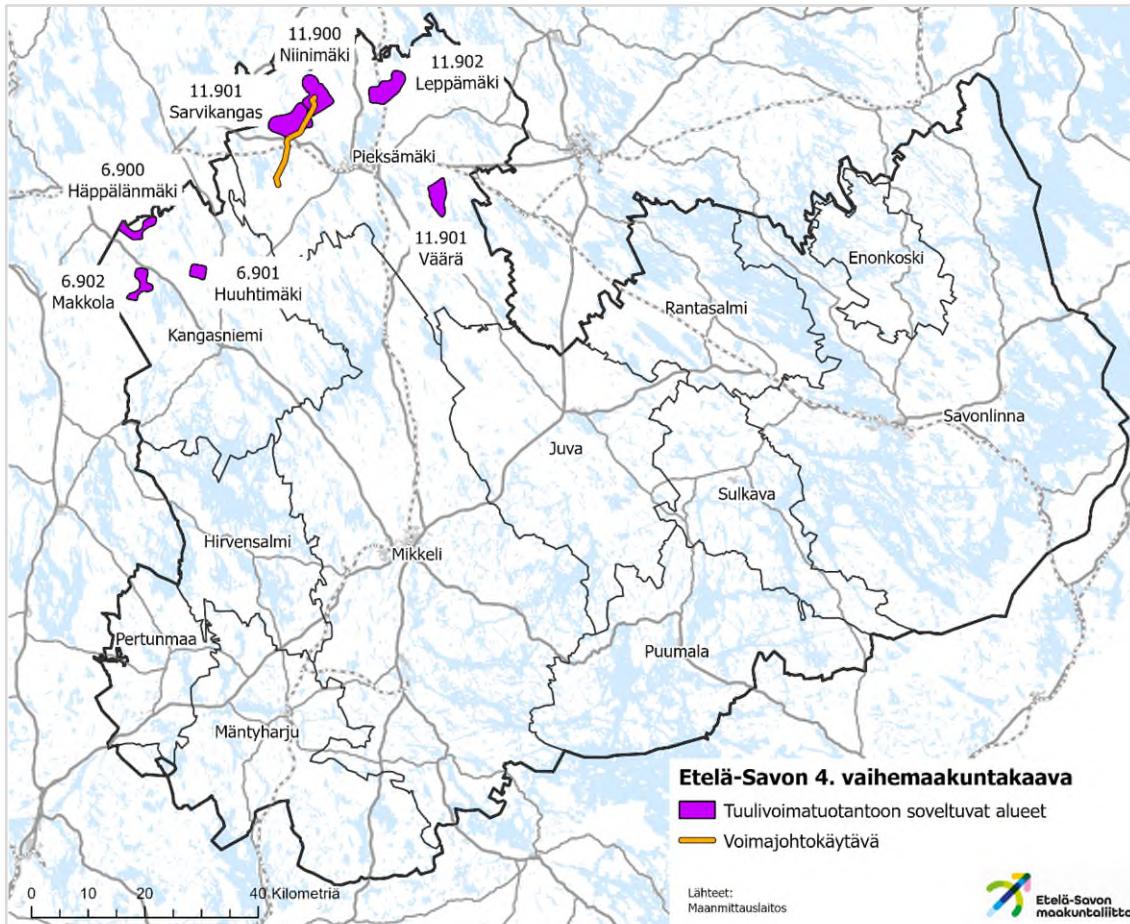 11.900
Niinimäki
11.902
Leppämäki
11.901
Sarvikangas
Pieksämäki
6.900
Häppälänmäki
11.901
Väärä
6.902
Makkola
6.901
Huuhtimäki
Kangasniemi
Enonkoski
Rantasalmi
Savonlinna
Juva
Sulkava
Hirvensalmi
Mikkeli
Pertunmaa
Puumala
Mäntyharju
Etelä-Savon 4. vaihemaakuntakaava
Tuulivoimatuotantoon soveltuvat alueet
Voimajohtokäytävä
0 10 20 40 Kilometriä
Lähteet:
Maanmittauslaitos
Etelä-Savon
maakuntaliitto